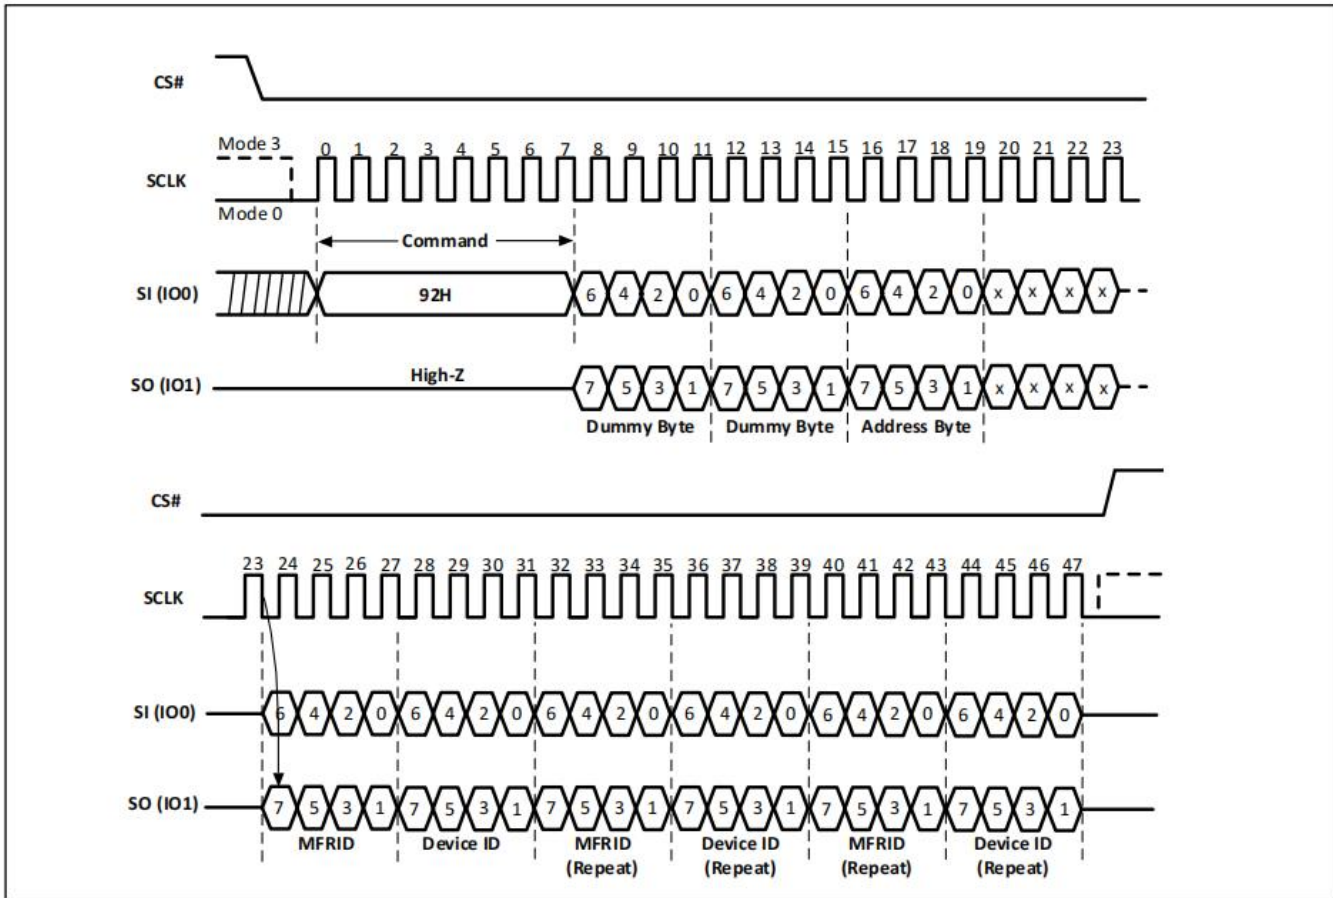 CS#
Mode 3
0 1 2 3 4 5 6 7 8 9 10 11 12 13 14 15 16 17 18 19 20 21 22 23
SCLK
Mode 0
Command
SI (IO0)
92H
6 4 2 0 6 4 2 0 6 4 2 0 x x x x
High-Z
SO (IO1)
7 5 3 1 7 5 3 1 7 5 3 1 x x x x
Dummy Byte Dummy Byte Address Byte
CS#
23 24 25 26 27 28 29 30 31 32 33 34 35 36 37 38 39 40 41 42 43 44 45 46 47
SCLK
SI (IO0)
6 4 2 0 6 4 2 0 6 4 2 0 6 4 2 0 6 4 2 0 6 4 2 0
SO (IO1)
7 5 3 1 7 5 3 1 7 5 3 1 7 5 3 1 7 5 3 1 7 5 3 1
MFRID Device ID MFRID Device ID MFRID Device ID
(Repeat) (Repeat) (Repeat) (Repeat)